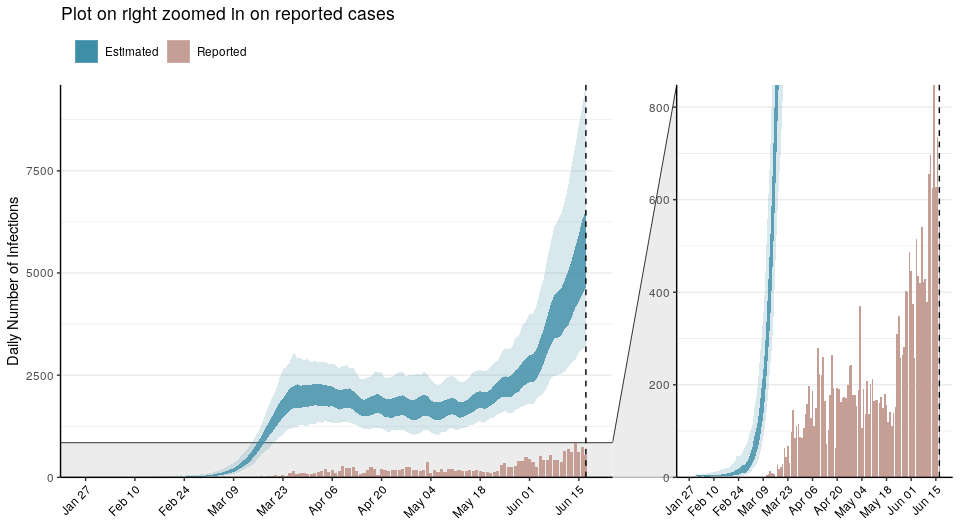 Plot on right zoomed in on reported cases
Estimated Reported
Daily Number of Infections
7500
5000
2500
0
Jan 27 Feb 10 Feb 24 Mar 09 Mar 23 Apr 06 Apr 20 May 04 May 18 Jun 01 Jun 15
800
600
400
200
0
Jan 27 Feb 10 Feb 24 Mar 09 Mar 23 Apr 06 Apr 20 May 04 May 18 Jun 01 Jun 15